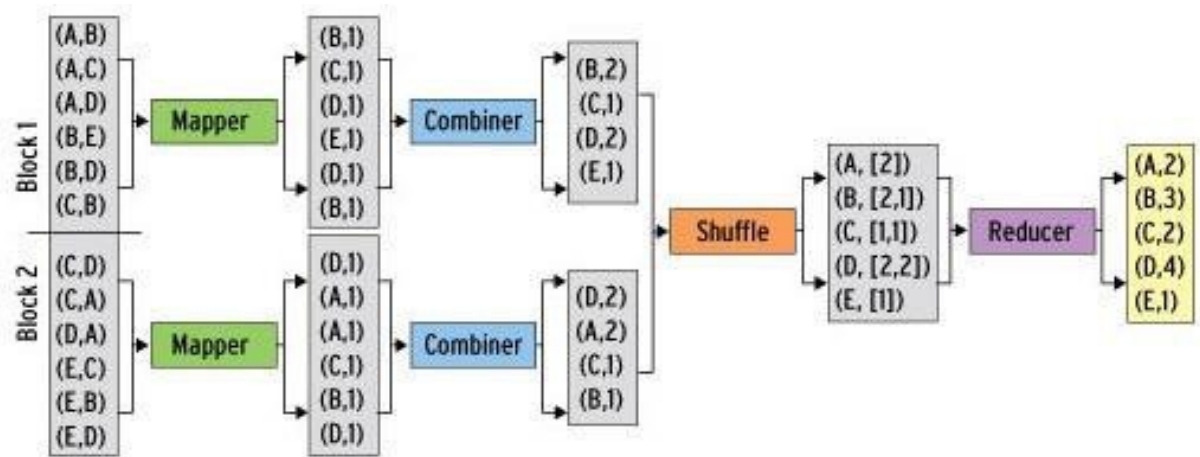 Block 1
(A,B)
(A,C)
(A,D)
(B,E)
(B,D)
(C,B)
Mapper
(B,1)
(C,1)
(D,1)
(E,1)
(D,1)
(B,1)
Combiner
(B,2)
(C,1)
(D,2)
(E,1)
Block 2
(C,D)
(C,A)
(D,A)
(E,C)
(E,B)
(E,D)
Mapper
(D,1)
(A,1)
(A,1)
(C,1)
(B,1)
(D,1)
Combiner
(D,2)
(A,2)
(C,1)
(B,1)
Shuffle
(A, [2])
(B, [2,1])
(C, [1,1])
(D, [2,2])
(E, [1])
Reducer
(A,2)
(B,3)
(C,2)
(D,4)
(E,1)